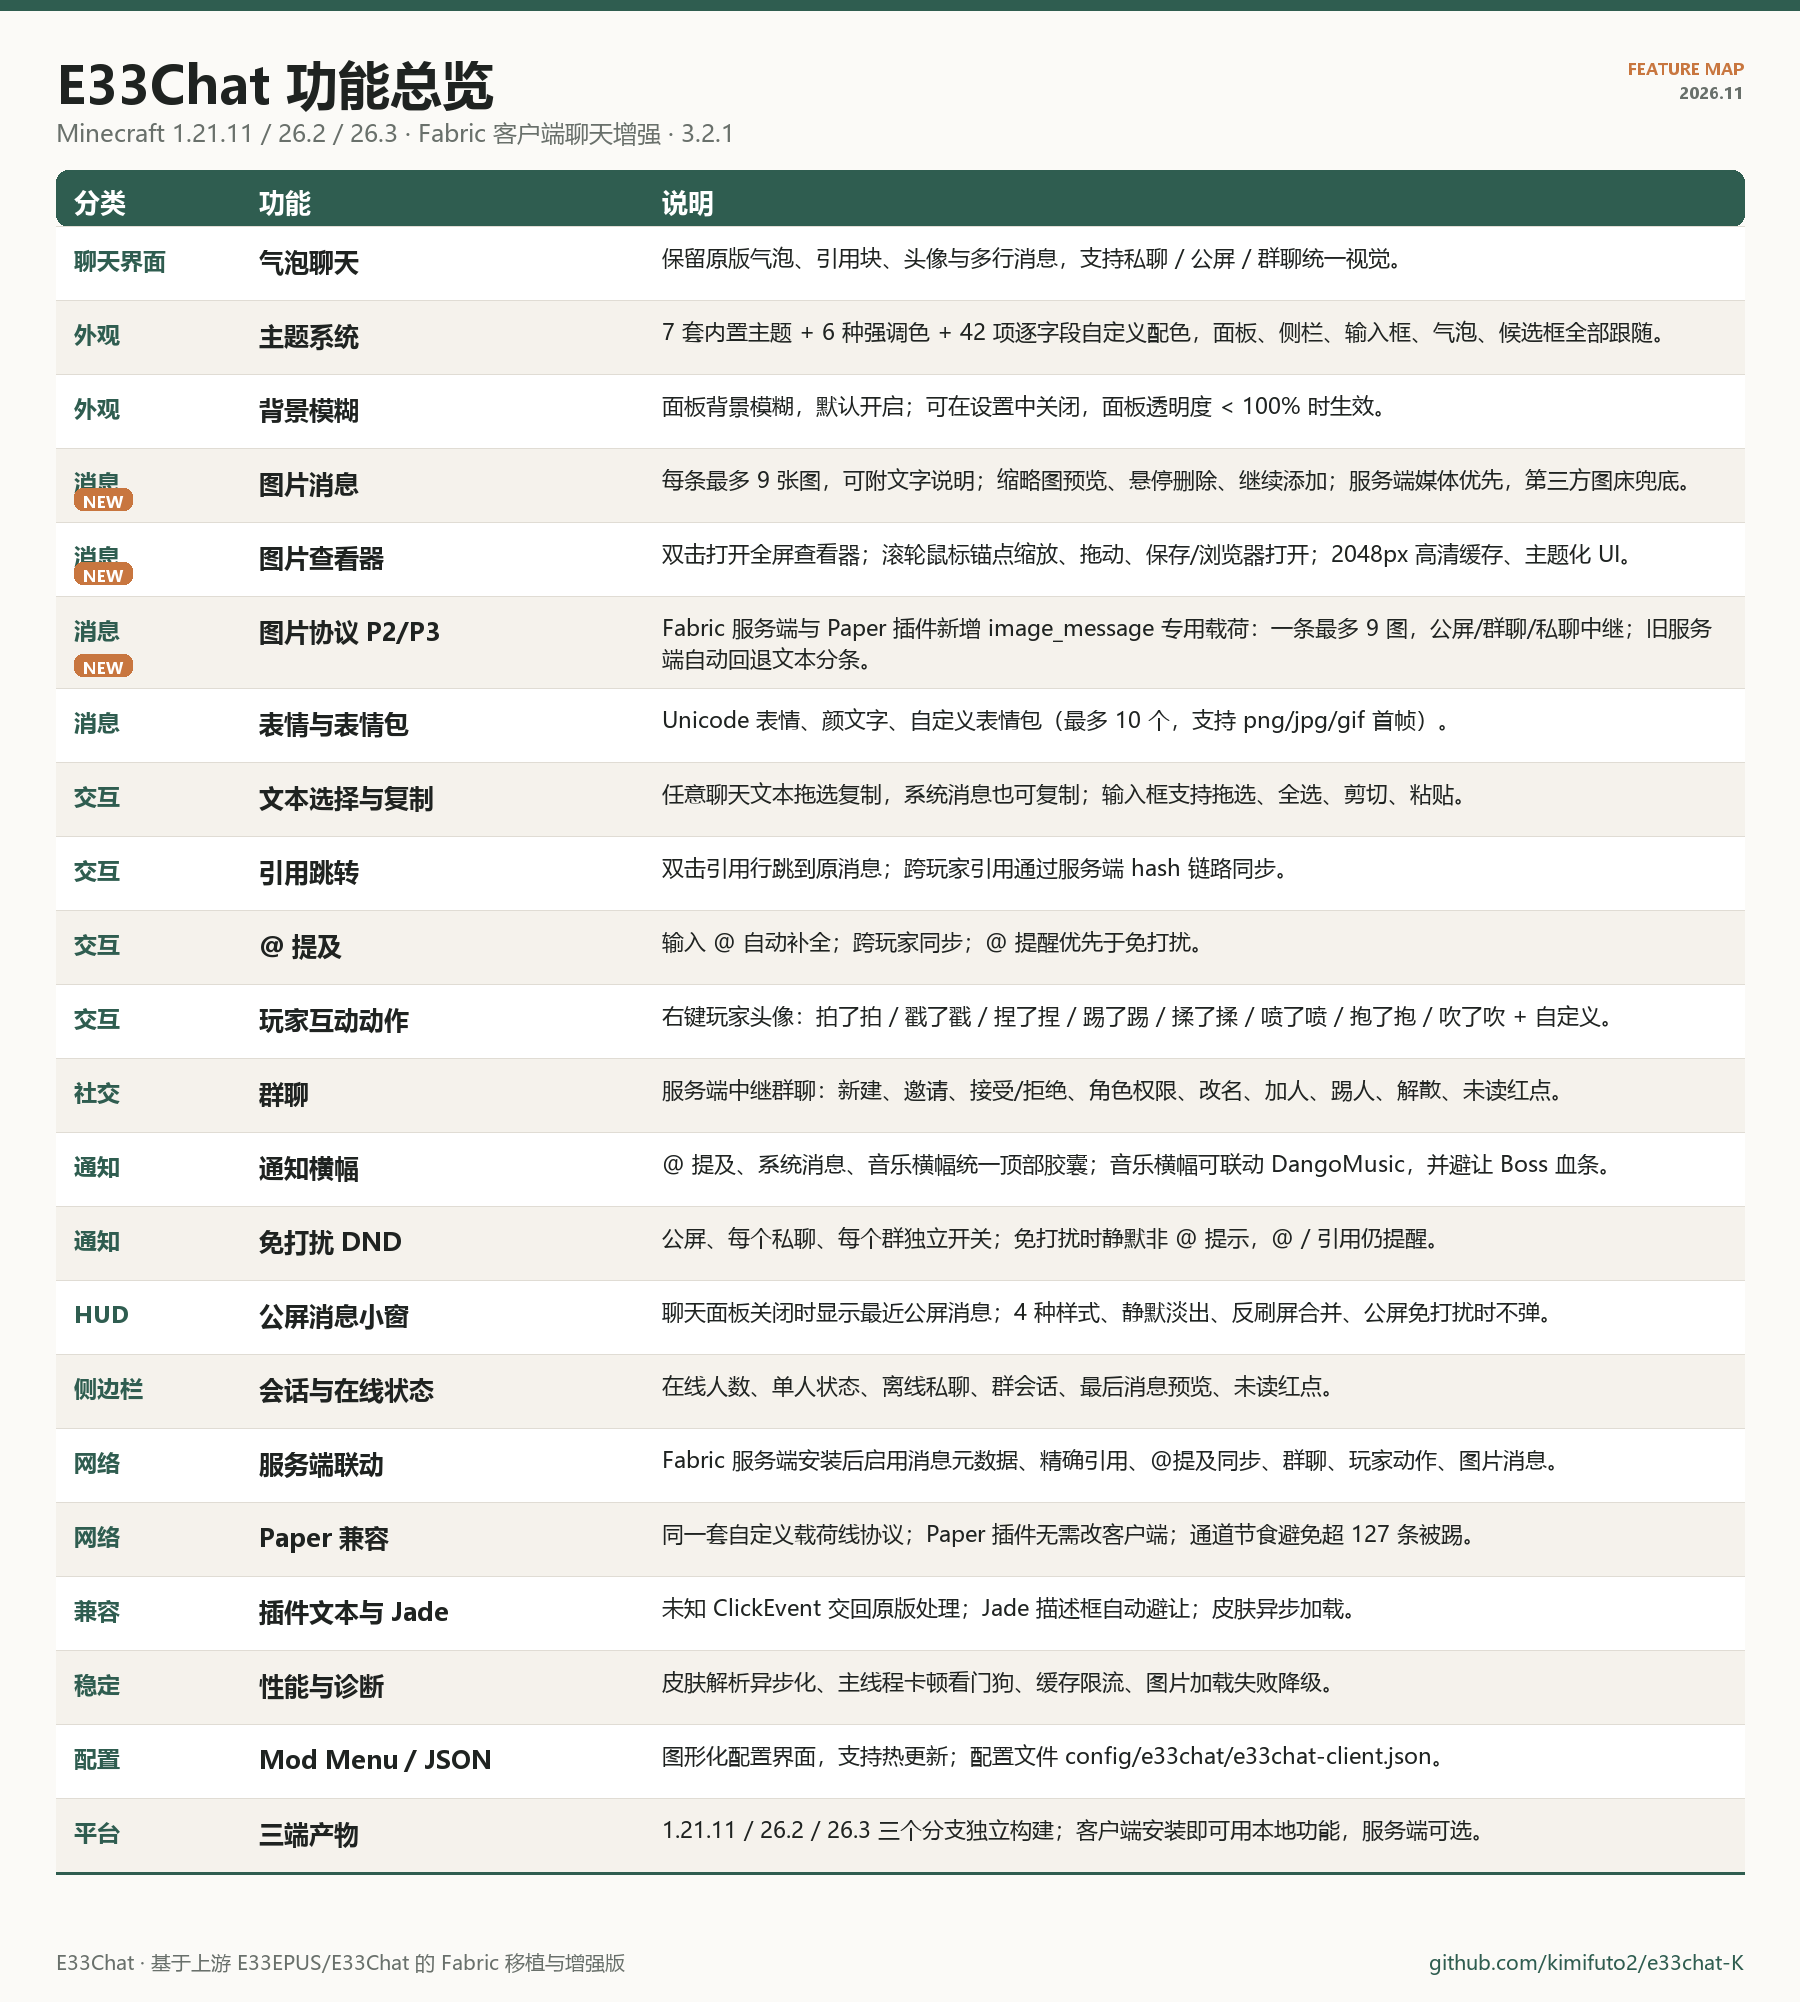 E33Chat 功能总览
FEATURE MAP
2026.11
Minecraft 1.21.11 / 26.2 / 26.3 · Fabric 客户端聊天增强 · 3.2.1
分类 功能 说明
聊天界面 气泡聊天 保留原版气泡、引用块、头像与多行消息，支持私聊 / 公屏 / 群聊统一视觉。
外观 主题系统 7 套内置主题 + 6 种强调色 + 42 项逐字段自定义配色，面板、侧栏、输入框、气泡、候选框全部跟随。
外观 背景模糊 面板背景模糊，默认开启；可在设置中关闭，面板透明度 < 100% 时生效。
消息 图片消息 每条最多 9 张图，可附文字说明；缩略图预览、悬停删除、继续添加；服务端媒体优先，第三方图床兜底。
NEW
消息 图片查看器 双击打开全屏查看器；滚轮鼠标锚点缩放、拖动、保存/浏览器打开；2048px 高清缓存、主题化 UI。
NEW
消息 图片协议 P2/P3 Fabric 服务端与 Paper 插件新增 image_message 专用载荷：一条最多 9 图，公屏/群聊/私聊中继；旧服务
端自动回退文本分条。
NEW
消息 表情与表情包 Unicode 表情、颜文字、自定义表情包（最多 10 个，支持 png/jpg/gif 首帧）。
交互 文本选择与复制 任意聊天文本拖选复制，系统消息也可复制；输入框支持拖选、全选、剪切、粘贴。
交互 引用跳转 双击引用行跳到原消息；跨玩家引用通过服务端 hash 链路同步。
交互 @ 提及 输入 @ 自动补全；跨玩家同步；@ 提醒优先于免打扰。
交互 玩家互动动作 右键玩家头像：拍了拍 / 戳了戳 / 捏了捏 / 踢了踢 / 揉了揉 / 喷了喷 / 抱了抱 / 吹了吹 + 自定义。
社交 群聊 服务端中继群聊：新建、邀请、接受/拒绝、角色权限、改名、加人、踢人、解散、未读红点。
通知 通知横幅 @ 提及、系统消息、音乐横幅统一顶部胶囊；音乐横幅可联动 DangoMusic，并避让 Boss 血条。
通知 免打扰 DND 公屏、每个私聊、每个群独立开关；免打扰时静默非 @ 提示，@ / 引用仍提醒。
HUD 公屏消息小窗 聊天面板关闭时显示最近公屏消息；4 种样式、静默淡出、反刷屏合并、公屏免打扰时不弹。
侧边栏 会话与在线状态 在线人数、单人状态、离线私聊、群会话、最后消息预览、未读红点。
网络 服务端联动 Fabric 服务端安装后启用消息元数据、精确引用、@提及同步、群聊、玩家动作、图片消息。
网络 Paper 兼容 同一套自定义载荷线协议；Paper 插件无需改客户端；通道节食避免超 127 条被踢。
兼容 插件文本与 Jade 未知 ClickEvent 交回原版处理；Jade 描述框自动避让；皮肤异步加载。
稳定 性能与诊断 皮肤解析异步化、主线程卡顿看门狗、缓存限流、图片加载失败降级。
配置 Mod Menu / JSON 图形化配置界面，支持热更新；配置文件 config/e33chat/e33chat-client.json。
平台 三端产物 1.21.11 / 26.2 / 26.3 三个分支独立构建；客户端安装即可用本地功能，服务端可选。
E33Chat · 基于上游 E33EPUS/E33Chat 的 Fabric 移植与增强版
github.com/kimifuto2/e33chat-K